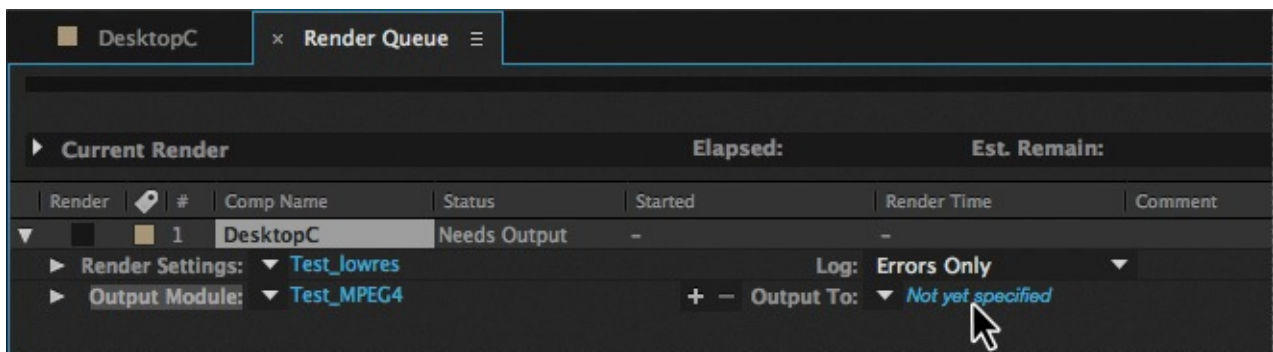 DesktopC × Render Queue
Current Render Elapsed: Est. Remain:
Render # Comp Name Status Started Render Time Comment
1 DesktopC Needs Output – –
Render Settings: Test_lowres Log: Errors Only
Output Module: Test_MPEG4 + – Output To: Not yet specified